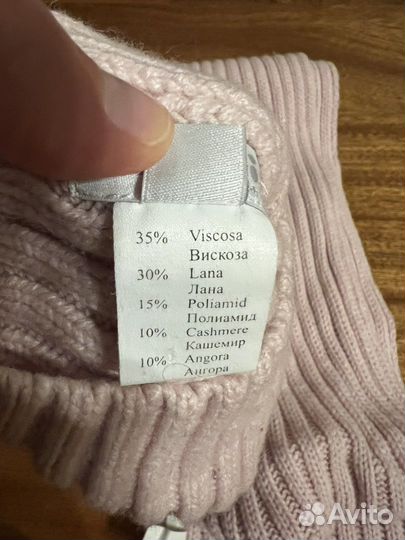 35% Viscosa
Вискоза
30% Lana
Лана
15% Poliamid
Полиамид
10% Cashmere
Кашемир
10% Angora
Ангора
Avito